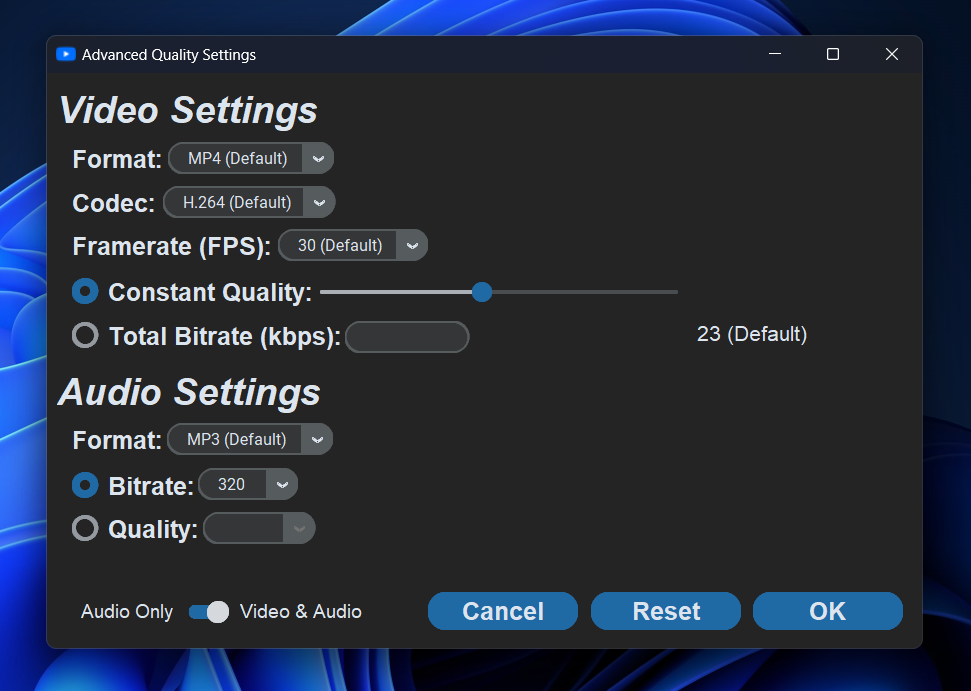 Advanced Quality Settings
Video Settings
Format: MP4 (Default)
Codec: H.264 (Default)
Framerate (FPS): 30 (Default)
Constant Quality:
Total Bitrate (kbps): 23 (Default)
Audio Settings
Format: MP3 (Default)
Bitrate: 320
Quality:
Audio Only Video & Audio Cancel Reset OK